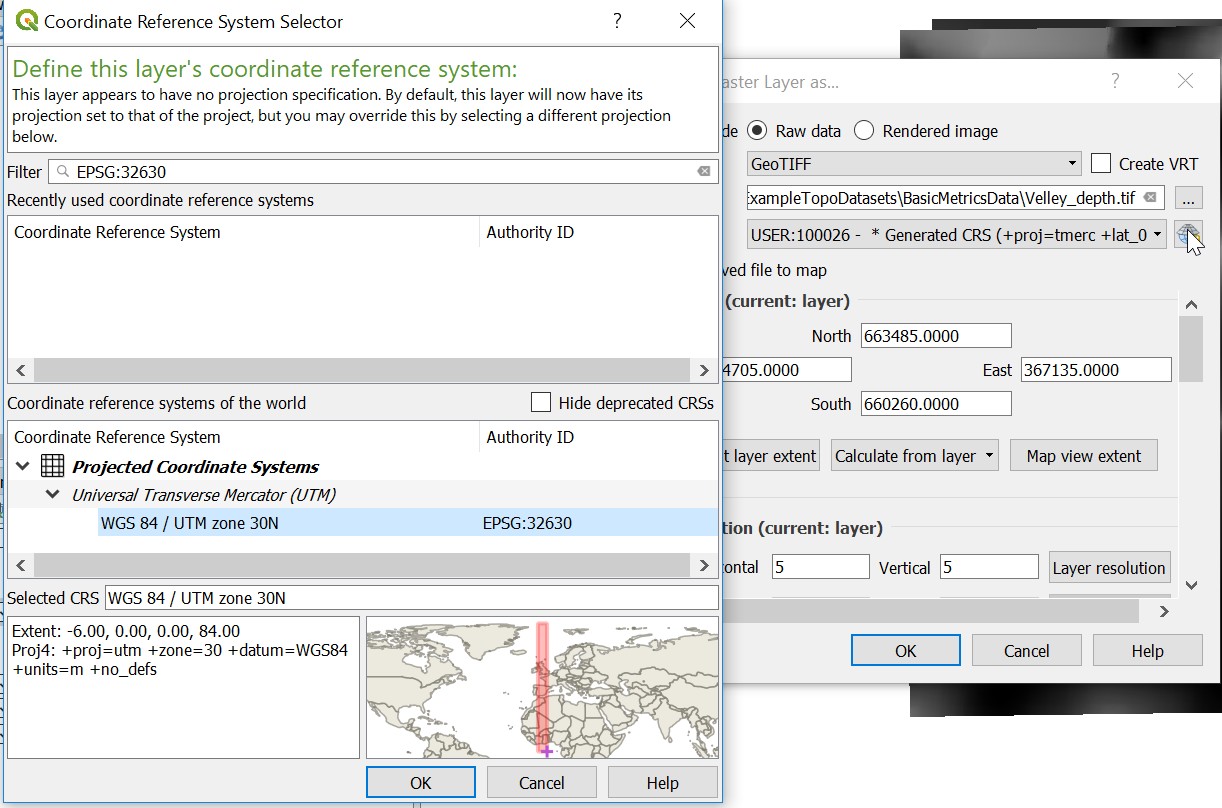 Coordinate Reference System Selector
?
Define this layer's coordinate reference system:
This layer appears to have no projection specification. By default, this layer will now have its
projection set to that of the project, but you may override this by selecting a different projection
below.
Filter EPSG:32630
Recently used coordinate reference systems
Coordinate Reference System Authority ID
Coordinate reference systems of the world Hide deprecated CRSs
Coordinate Reference System Authority ID
Projected Coordinate Systems
Universal Transverse Mercator (UTM)
WGS 84 / UTM zone 30N EPSG:32630
Selected CRS WGS 84 / UTM zone 30N
Extent: -6.00, 0.00, 0.00, 84.00
Proj4: +proj=utm +zone=30 +datum=WGS84
+units=m +no_defs
OK Cancel Help
aster Layer as... ?
de Raw data Rendered image
GeoTIFF Create VRT
xampleTopoDatasets\BasicMetricsData\Velley_depth.tif ...
USER:100026 - * Generated CRS (+proj=tmerc +lat_0
ved file to map
(current: layer)
North 663485.0000
4705.0000 East 367135.0000
South 660260.0000
t layer extent Calculate from layer Map view extent
tion (current: layer)
ontal 5 Vertical 5 Layer resolution
OK Cancel Help